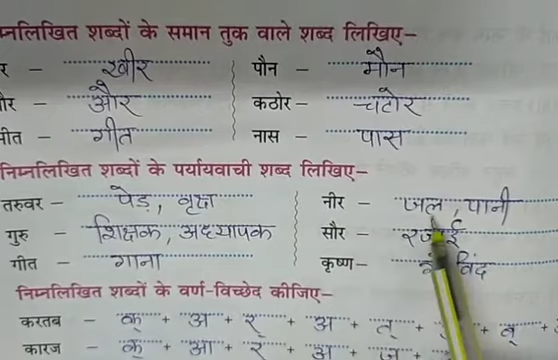 म्नलिखित शब्दों के समान तुक वाले शब्द लिखिए–
र – खीर पौन – मौन
ौर – और कठोर – चटोर
मीत – गीत नास – पास
निम्नलिखित शब्दों के पर्यायवाची शब्द लिखिए–
तरुवर – पेड़, वृक्ष नीर – जल, पानी
गुरु – शिक्षक, अध्यापक सौर –
गीत – गाना कृष्ण –
निम्नलिखित शब्दों के वर्ण-विच्छेद कीजिए–
करतब – क् + अ + र् + अ + त् + + ब् +
कारज – क् + आ + र + अ + ज +